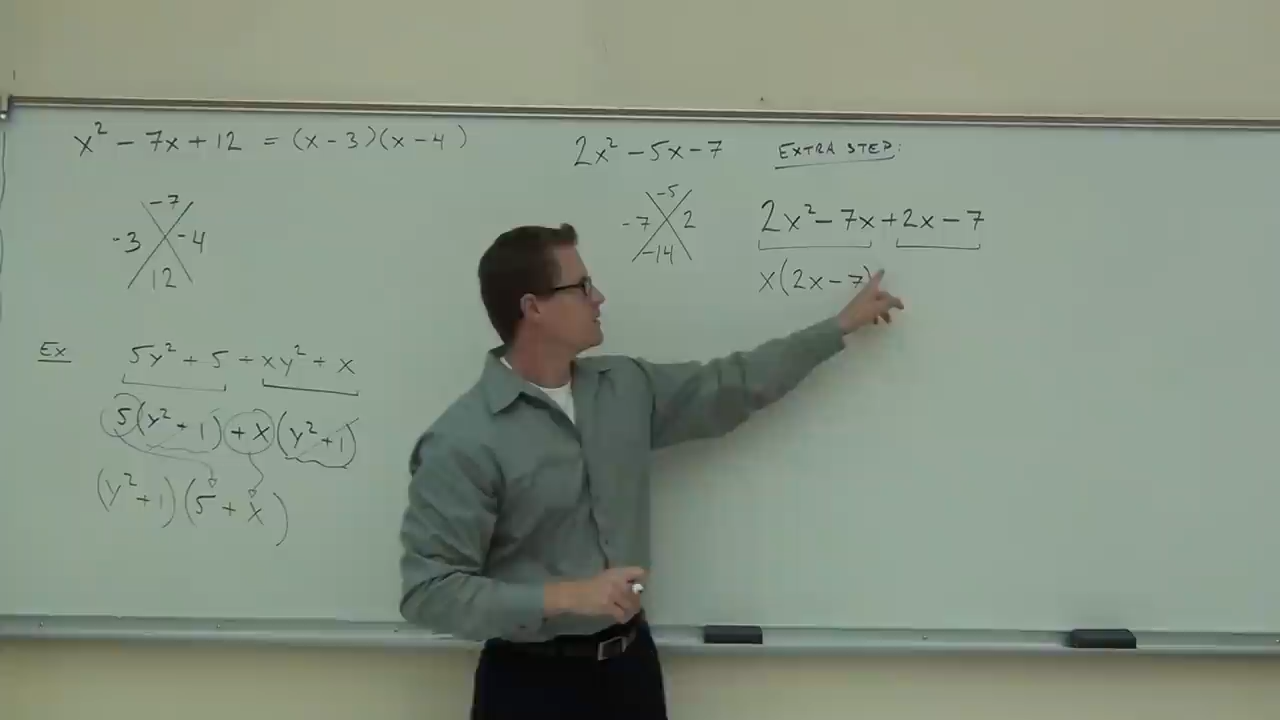 x² - 7x + 12 = (x - 3)(x - 4)
-7
-3 -4
12
Ex 5y² + 5 + xy² + x
5(y² + 1) + x(y² + 1)
(y² + 1)(5 + x)
2x² - 5x - 7
-5
-7 2
-14
EXTRA STEP:
2x² - 7x + 2x - 7
x(2x - 7)